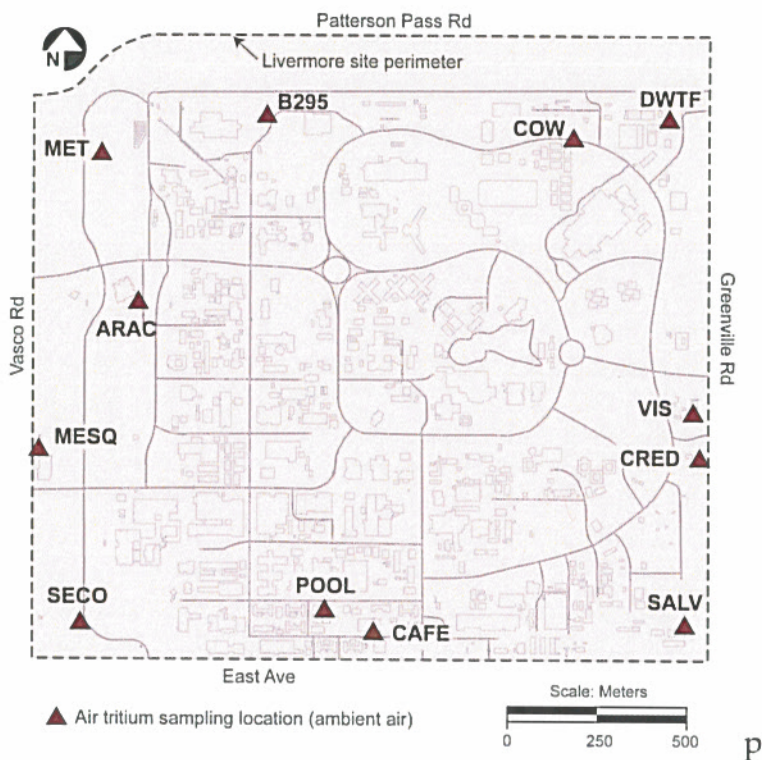 Patterson Pass Rd
N
Livermore site perimeter
B295
DWTF
COW
MET
Vasco Rd
Greenville Rd
ARAC
VIS
MESQ
CRED
SECO
POOL
SALV
CAFE
East Ave
Air tritium sampling location (ambient air)
Scale: Meters
0 250 500
p